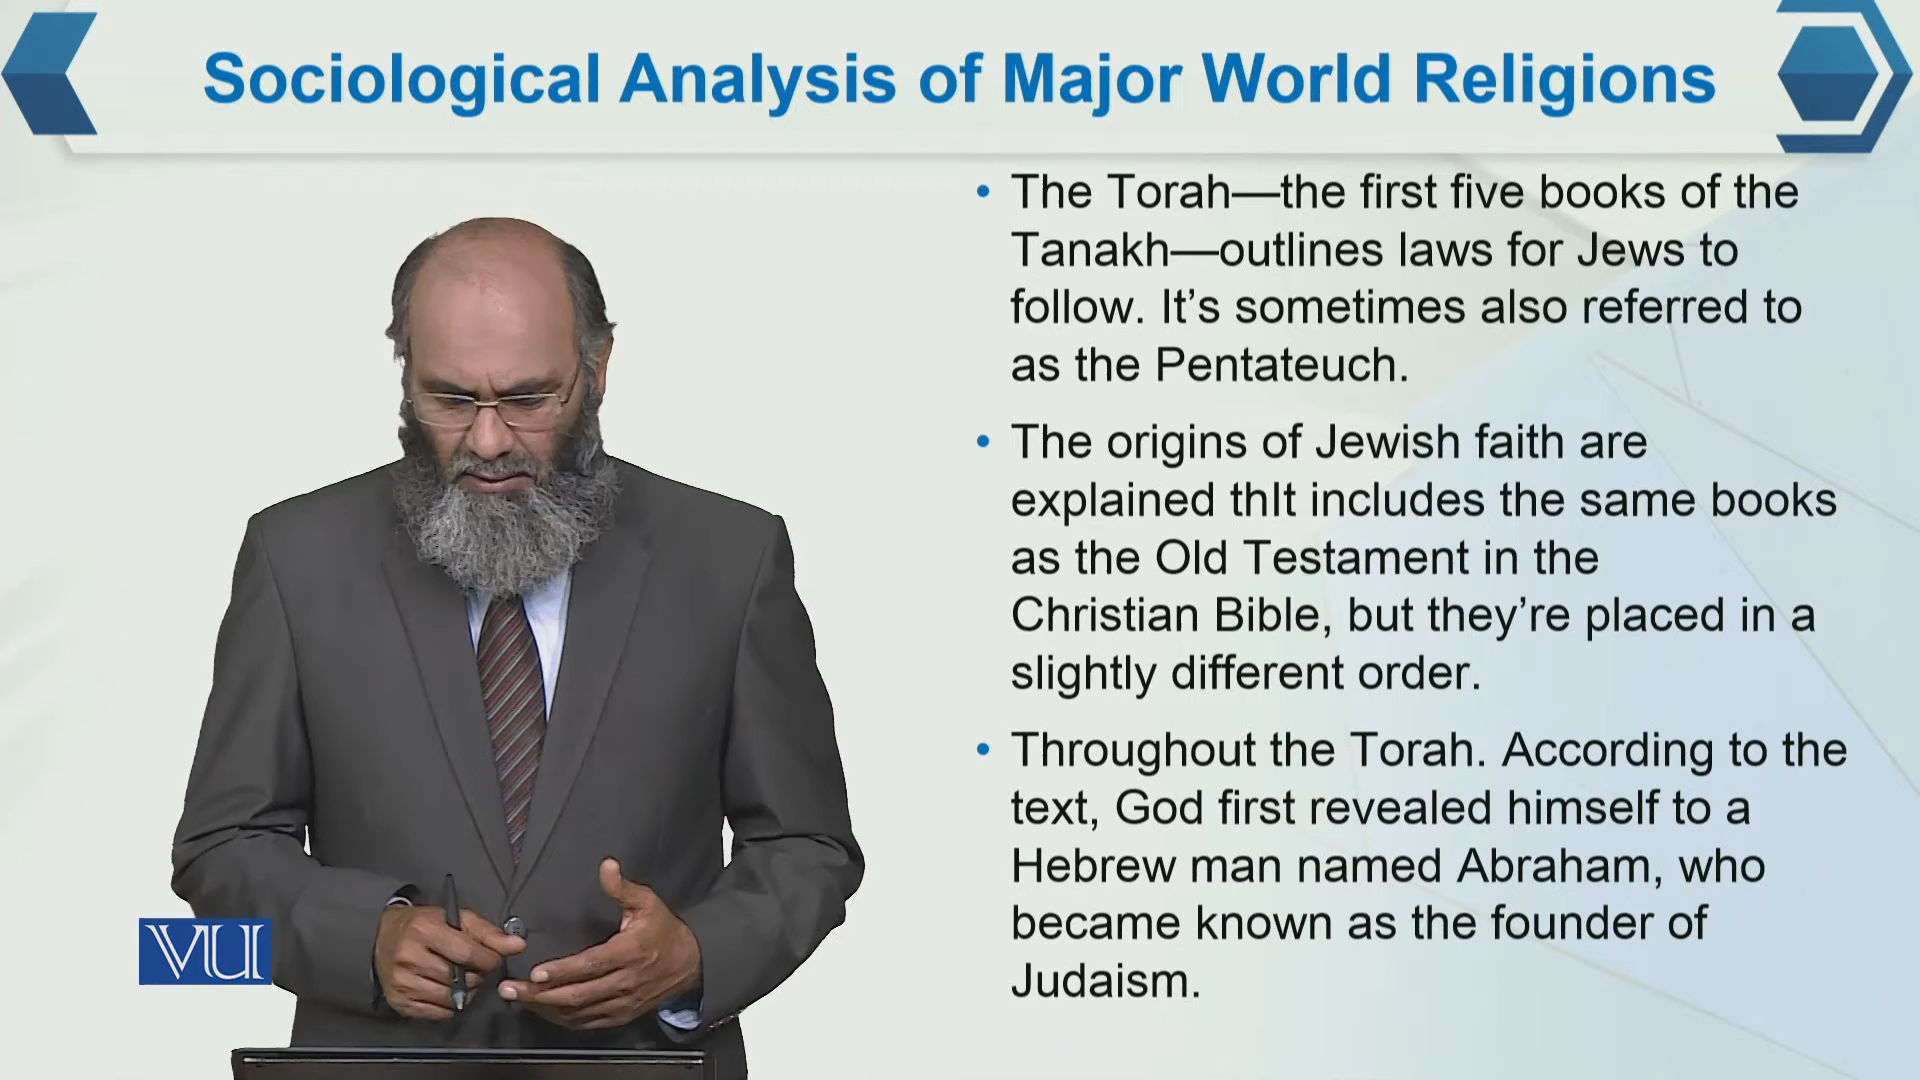 Sociological Analysis of Major World Religions
• The Torah—the first five books of the
Tanakh—outlines laws for Jews to
follow. It’s sometimes also referred to
as the Pentateuch.
• The origins of Jewish faith are
explained thIt includes the same books
as the Old Testament in the
Christian Bible, but they’re placed in a
slightly different order.
• Throughout the Torah. According to the
text, God first revealed himself to a
Hebrew man named Abraham, who
became known as the founder of
Judaism.
VU